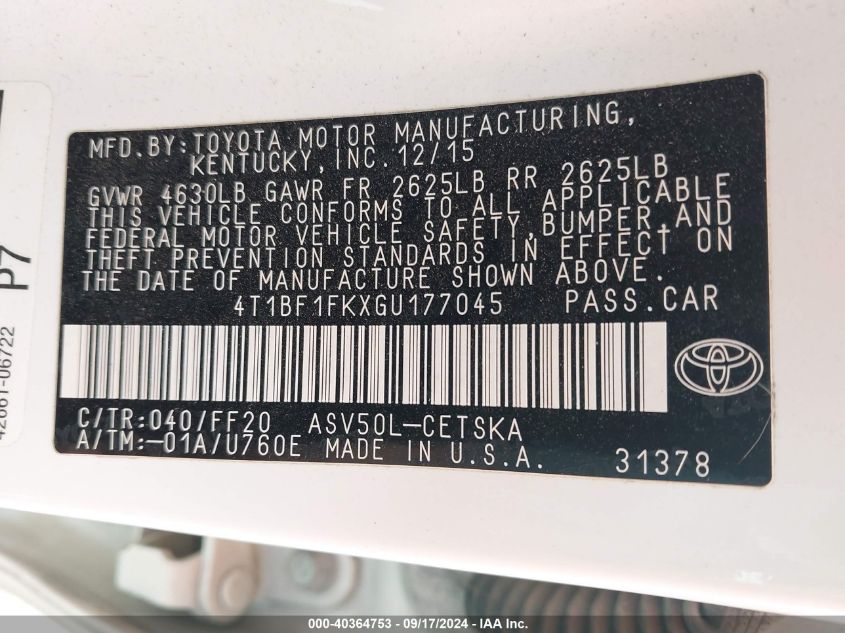 MFD.BY:TOYOTA MOTOR MANUFACTURING,
KENTUCKY, INC. 12/15
GVWR 4630LB GAWR FR 2625LB RR 2625LB
THIS VEHICLE CONFORMS TO ALL APPLICABLE
FEDERAL MOTOR VEHICLE SAFETY, BUMPER, AND
THEFT PREVENTION STANDARDS IN EFFECT ON
THE DATE OF MANUFACTURE SHOWN ABOVE.
4T1BF1FKXGU177045 PASS.CAR
C/TR:040/FF20 ASV50L-CETSKA
A/TM:-01A/U760E MADE IN U.S.A. 31378
P7
42661-06722
000-40364753 - 09/17/2024 - IAA Inc.